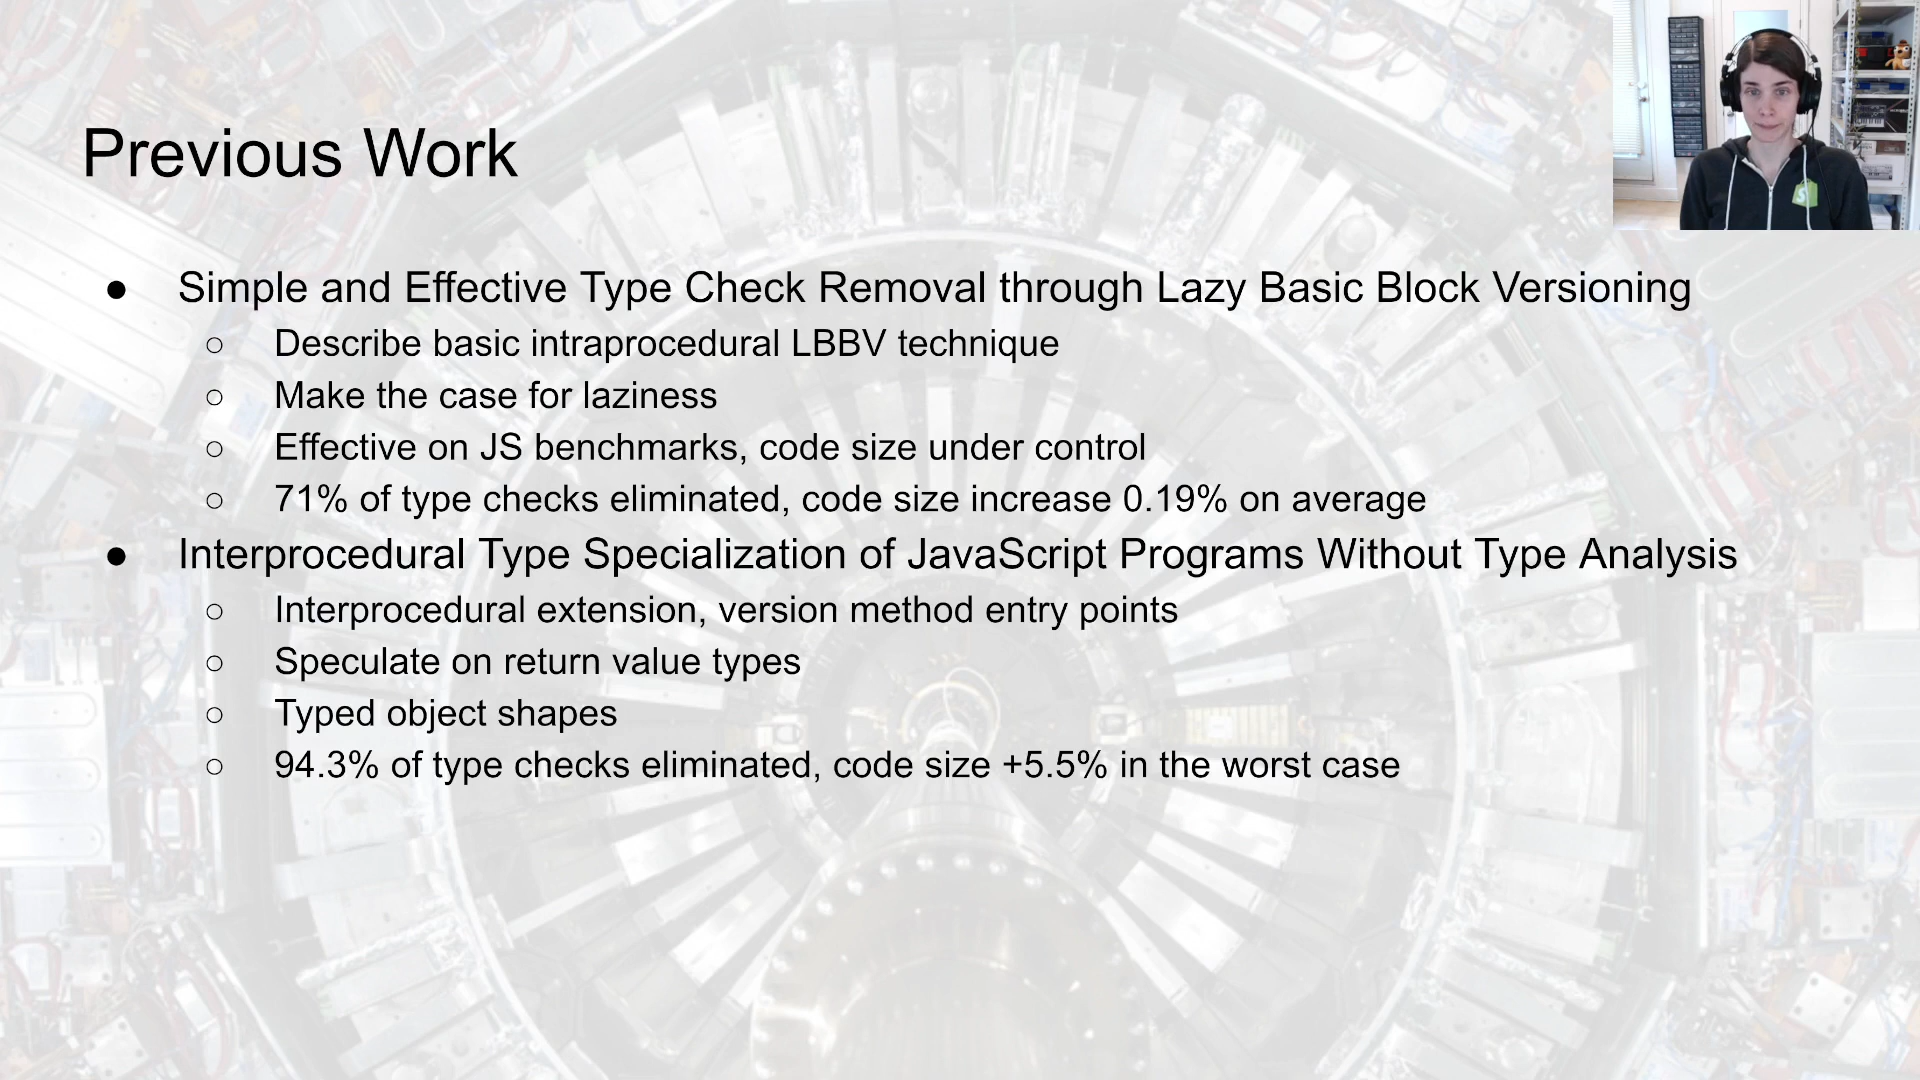 Previous Work
● Simple and Effective Type Check Removal through Lazy Basic Block Versioning
○ Describe basic intraprocedural LBBV technique
○ Make the case for laziness
○ Effective on JS benchmarks, code size under control
○ 71% of type checks eliminated, code size increase 0.19% on average
● Interprocedural Type Specialization of JavaScript Programs Without Type Analysis
○ Interprocedural extension, version method entry points
○ Speculate on return value types
○ Typed object shapes
○ 94.3% of type checks eliminated, code size +5.5% in the worst case